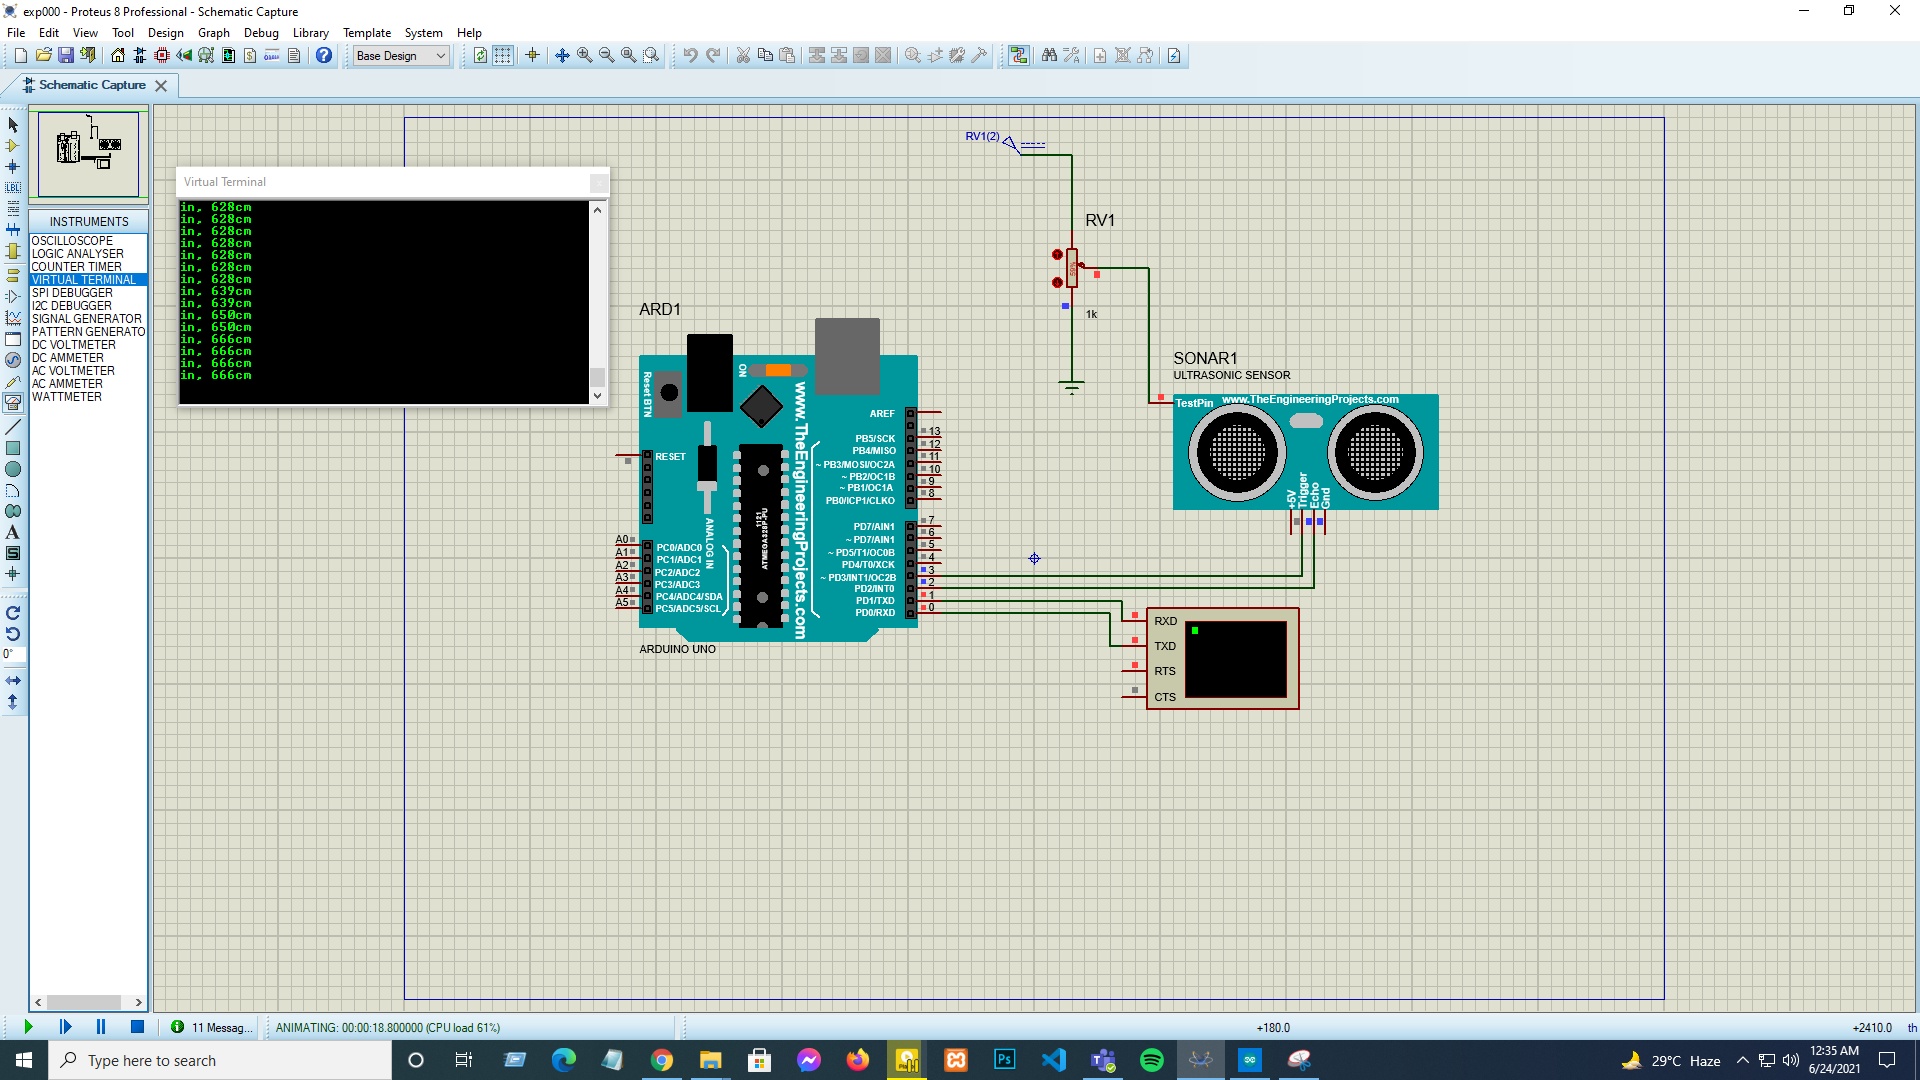 exp000 - Proteus 8 Professional - Schematic Capture
File Edit View Tool Design Graph Debug Library Template System Help
Base Design
Schematic Capture
Virtual Terminal
in, 628cm
in, 628cm
in, 628cm
in, 628cm
in, 628cm
in, 628cm
in, 628cm
in, 639cm
in, 639cm
in, 650cm
in, 650cm
in, 666cm
in, 666cm
in, 666cm
in, 666cm
INSTRUMENTS
OSCILLOSCOPE
LOGIC ANALYSER
COUNTER TIMER
VIRTUAL TERMINAL
SPI DEBUGGER
I2C DEBUGGER
SIGNAL GENERATOR
PATTERN GENERATO
DC VOLTMETER
DC AMMETER
AC VOLTMETER
AC AMMETER
WATTMETER
LBL
A
S
0°
RV1(2)
RV1
59%
1k
ARD1
Reset BTN
ON
www.TheEngineeringProjects.com
1121
ATMEGA328P-PU
ANALOG IN
RESET
A0 PC0/ADC0
A1 PC1/ADC1
A2 PC2/ADC2
A3 PC3/ADC3
A4 PC4/ADC4/SDA
A5 PC5/ADC5/SCL
AREF
PB5/SCK 13
PB4/MISO 12
~ PB3/MOSI/OC2A 11
~ PB2/OC1B 10
~ PB1/OC1A 9
PB0/ICP1/CLKO 8
PD7/AIN1 7
~ PD7/AIN1 6
~ PD5/T1/OC0B 5
PD4/T0/XCK 4
~ PD3/INT1/OC2B 3
PD2/INT0 2
PD1/TXD 1
PD0/RXD 0
ARDUINO UNO
SONAR1
ULTRASONIC SENSOR
TestPin www.TheEngineeringProjects.com
+5V
Trigger
Echo
Gnd
RXD
TXD
RTS
CTS
11 Messag...
ANIMATING: 00:00:18.800000 (CPU load 61%)
+180.0
+2410.0
th
Type here to search
Ps
29°C Haze
12:35 AM
6/24/2021